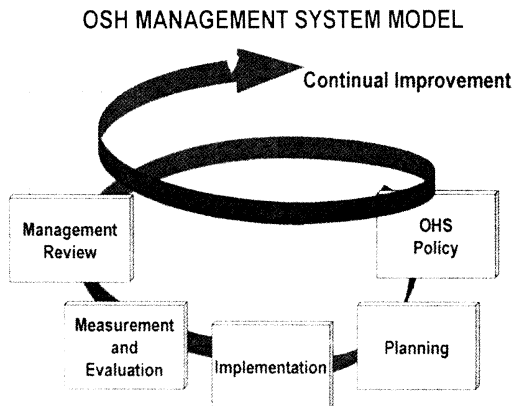 OSH MANAGEMENT SYSTEM MODEL
Continual Improvement
Management
Review
OHS
Policy
Measurement
and
Evaluation
Implementation
Planning